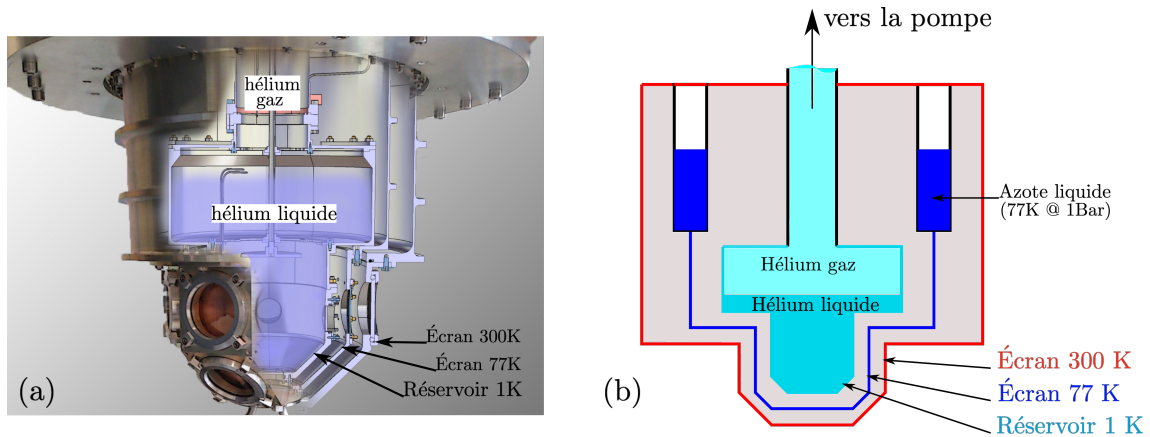 hélium
gaz
hélium liquide
Écran 300K
Écran 77K
Réservoir 1K
(a)
vers la pompe
Azote liquide
(77K @ 1Bar)
Hélium gaz
Hélium liquide
Écran 300 K
Écran 77 K
Réservoir 1 K
(b)